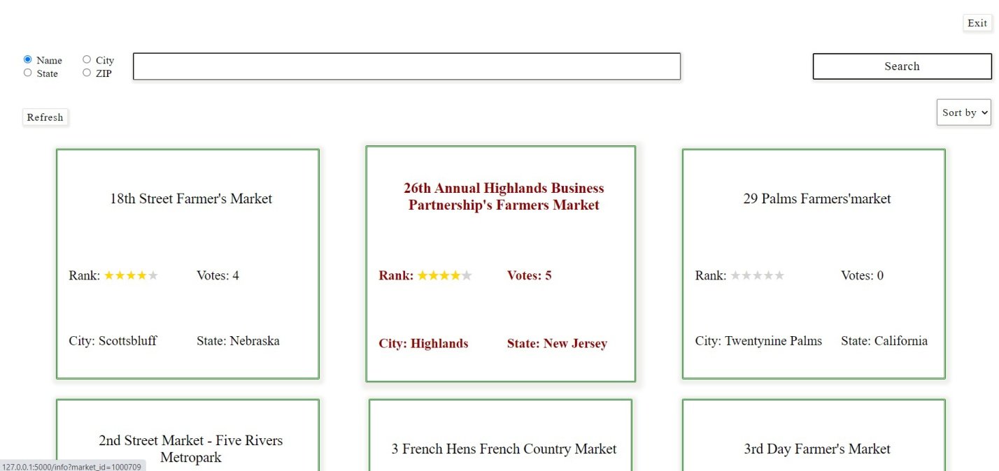 Exit
Name City
State ZIP
Search
Refresh
Sort by
18th Street Farmer's Market
Rank: ★★★★★ Votes: 4
City: Scottsbluff State: Nebraska
26th Annual Highlands Business
Partnership's Farmers Market
Rank: ★★★★★ Votes: 5
City: Highlands State: New Jersey
29 Palms Farmers'market
Rank: ★★★★★ Votes: 0
City: Twentynine Palms State: California
2nd Street Market - Five Rivers
Metropark
3 French Hens French Country Market
3rd Day Farmer's Market
127.0.0.1:5000/info?market_id=1000709